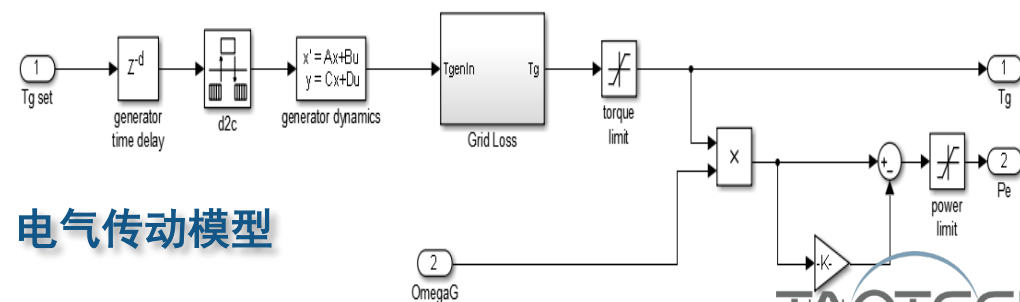 1
Tg set
Z-d
generator
time delay
d2c
x' = Ax+Bu
y = Cx+Du
generator dynamics
TgenIn
Tg
Grid Loss
torque
limit
1
Tg
×
+
-
2
Pe
power
limit
-K-
2
OmegaG
电气传动模型